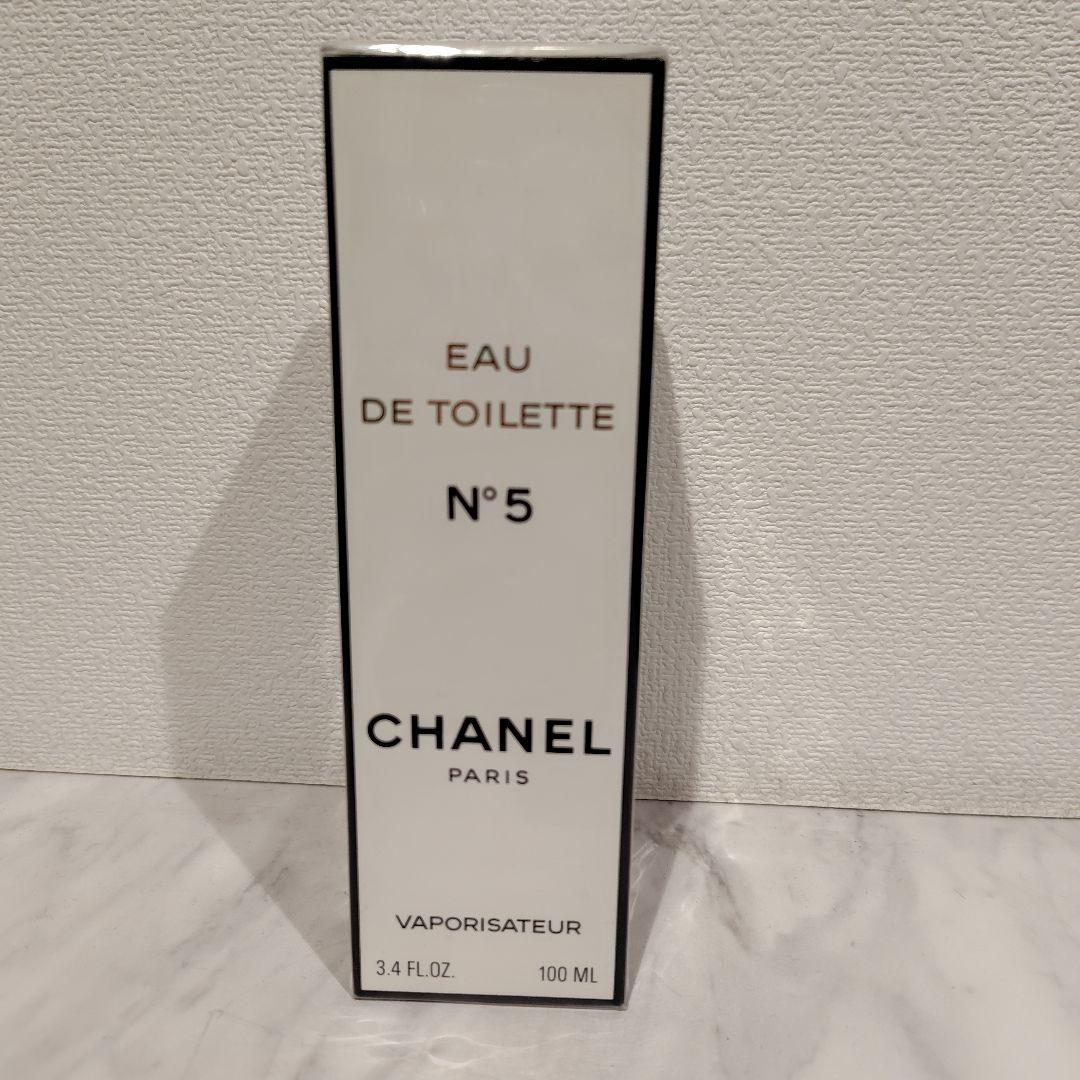 EAU
DE TOILETTE
N°5
CHANEL
PARIS
VAPORISATEUR
3.4 FL.OZ. 100 ML